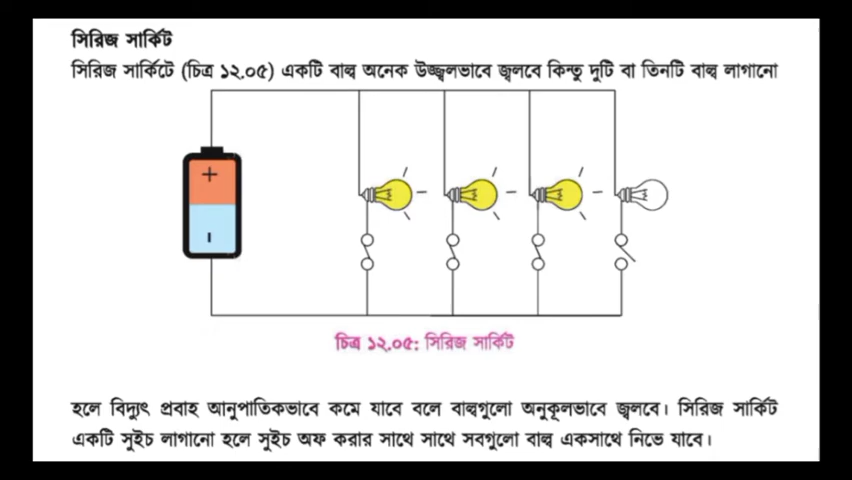 সিরিজ সার্কিট
সিরিজ সার্কিটে (চিত্র ১২.০৫) একটি বাল্ব অনেক উজ্জ্বলভাবে জ্বলবে কিন্তু দুটি বা তিনটি বাল্ব লাগানো
+
-
চিত্র ১২.০৫: সিরিজ সার্কিট
হলে বিদ্যুৎ প্রবাহ আনুপাতিকভাবে কমে যাবে বলে বাল্বগুলো অনুকূলভাবে জ্বলবে। সিরিজ সার্কিট
একটি সুইচ লাগানো হলে সুইচ অফ করার সাথে সাথে সবগুলো বাল্ব একসাথে নিভে যাবে।